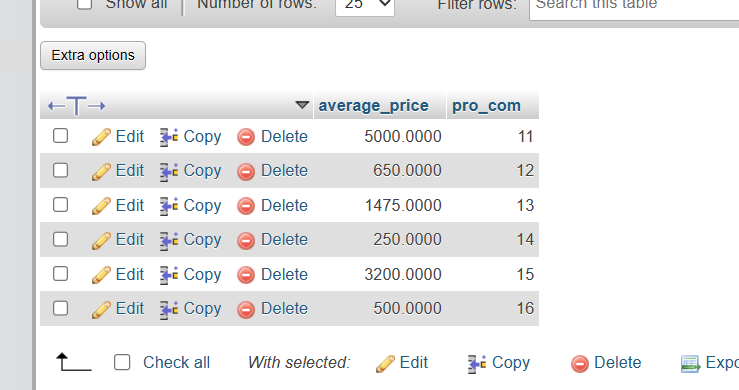 Show all Number of rows: 25 Filter rows: Search this table
Extra options
average_price pro_com
Edit Copy Delete 5000.0000 11
Edit Copy Delete 650.0000 12
Edit Copy Delete 1475.0000 13
Edit Copy Delete 250.0000 14
Edit Copy Delete 3200.0000 15
Edit Copy Delete 500.0000 16
Check all With selected: Edit Copy Delete Expo